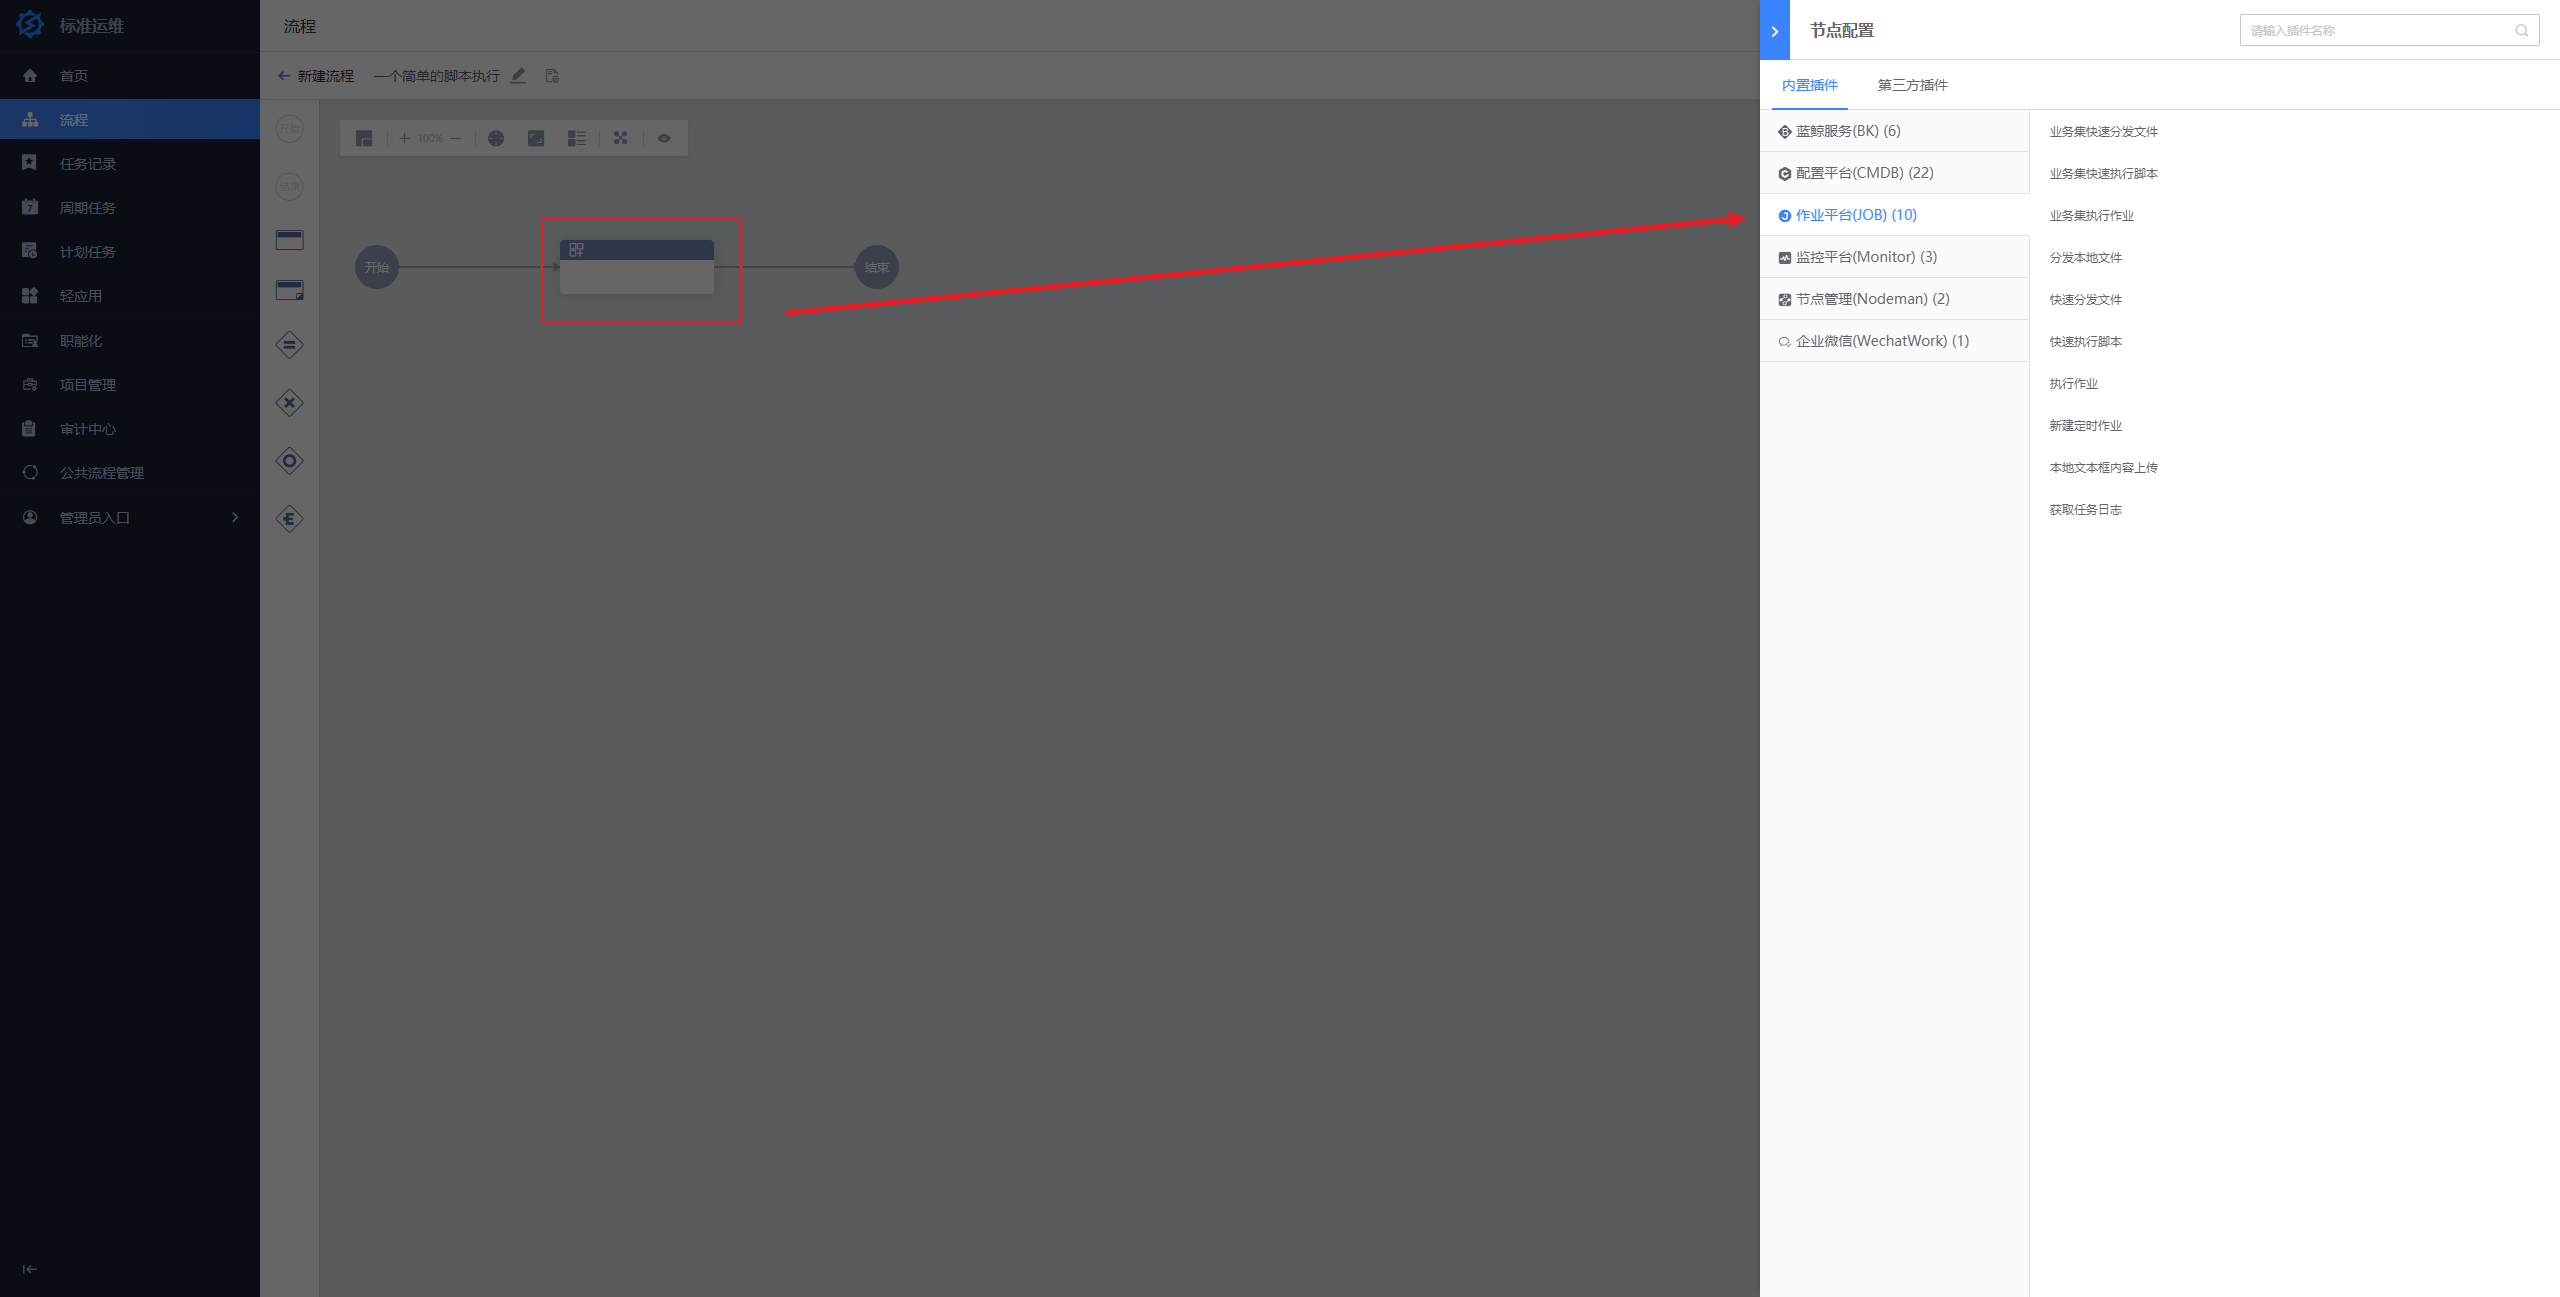 标准运维
首页
流程
任务记录
周期任务
计划任务
轻应用
职能化
项目管理
审计中心
公共流程管理
管理员入口
流程
新建流程 一个简单的脚本执行
开始
结束
100%
开始
结束
节点配置
请输入插件名称
内置插件 第三方插件
蓝鲸服务(BK) (6)
配置平台(CMDB) (22)
作业平台(JOB) (10)
监控平台(Monitor) (3)
节点管理(Nodeman) (2)
企业微信(WechatWork) (1)
业务集快速分发文件
业务集快速执行脚本
业务集执行作业
分发本地文件
快速分发文件
快速执行脚本
执行作业
新建定时作业
本地文本框内容上传
获取任务日志